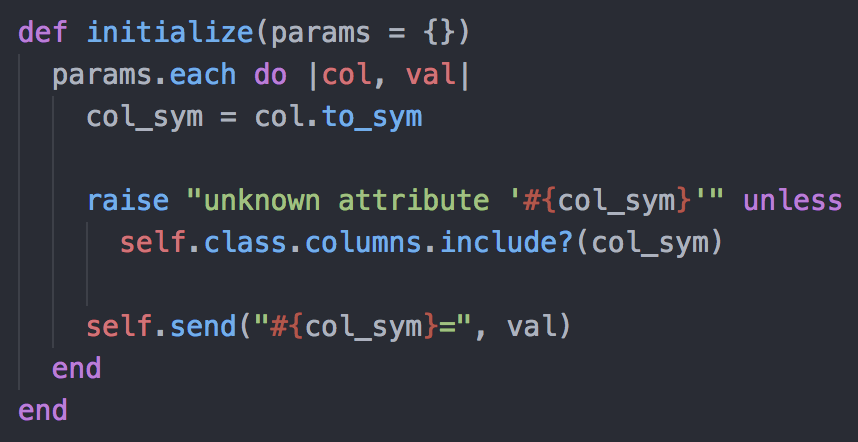 def initialize(params = {})
  params.each do |col, val|
    col_sym = col.to_sym

    raise "unknown attribute '#{col_sym}'" unless
      self.class.columns.include?(col_sym)

    self.send("#{col_sym}=", val)
  end
end